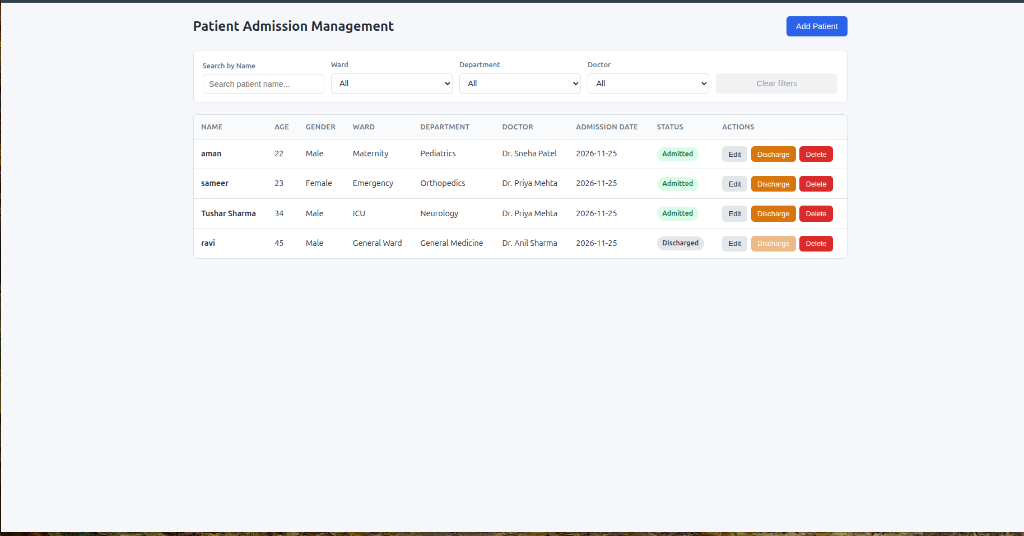 Patient Admission Management
Add Patient
Search by Name Ward Department Doctor
Search patient name... All All All Clear filters
NAME AGE GENDER WARD DEPARTMENT DOCTOR ADMISSION DATE STATUS ACTIONS
aman 22 Male Maternity Pediatrics Dr. Sneha Patel 2026-11-25 Admitted Edit Discharge Delete
sameer 23 Female Emergency Orthopedics Dr. Priya Mehta 2026-11-25 Admitted Edit Discharge Delete
Tushar Sharma 34 Male ICU Neurology Dr. Priya Mehta 2026-11-25 Admitted Edit Discharge Delete
ravi 45 Male General Ward General Medicine Dr. Anil Sharma 2026-11-25 Discharged Edit Discharge Delete